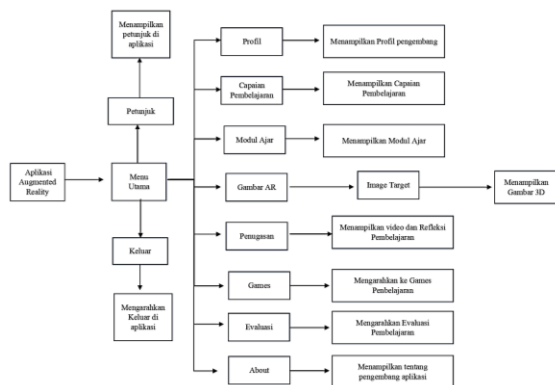 Menampilkan
petunjuk di
aplikasi
Petunjuk
Aplikasi
Augmented
Reality
Menu
Utama
Keluar
Mengarahkan
Keluar di
aplikasi
Profil
Menampilkan Profil pengembang
Capaian
Pembelajaran
Menampilkan Capaian
Pembelajaran
Modul Ajar
Menampilkan Modul Ajar
Gambar AR
Image Target
Menampilkan
Gambar 3D
Penugasan
Menampilkan video dan Refleksi
Pembelajaran
Games
Mengarahkan ke Games
Penbelajaran
Evaluasi
Mengarahkan Evaluasi
Pembelajaran
About
Menampilkan tentang
pengembang aplikasi